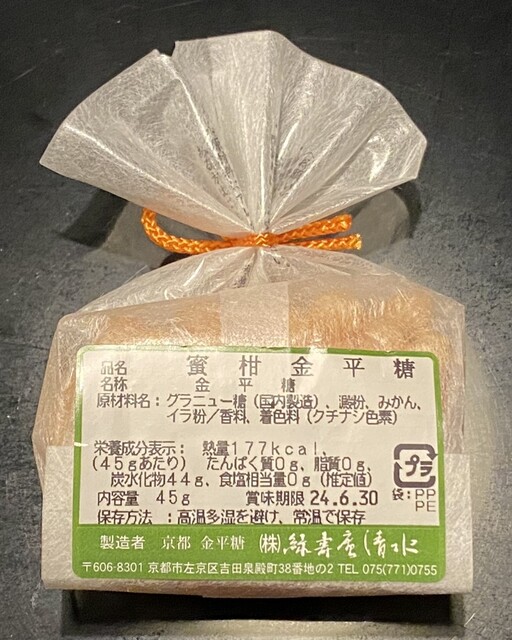 品名 蜜柑金平糖
名称 金平糖
原材料名：グラニュー糖（国内製造）、澱粉、みかん、
イラ粉／香料、着色料（クチナシ色素）
栄養成分表示： 熱量177kcal、
（45gあたり） たんぱく質0g、脂質0g、
炭水化物44g、食塩相当量0g（推定値）
内容量 45g 賞味期限 24.6.30
保存方法 ：高温多湿を避け、常温で保存
プラ
袋：PP
PE
製造者 京都 金平糖 ㈱緑寿庵清水
〒606-8301 京都市左京区吉田泉殿町38番地の2 TEL 075(771)0755